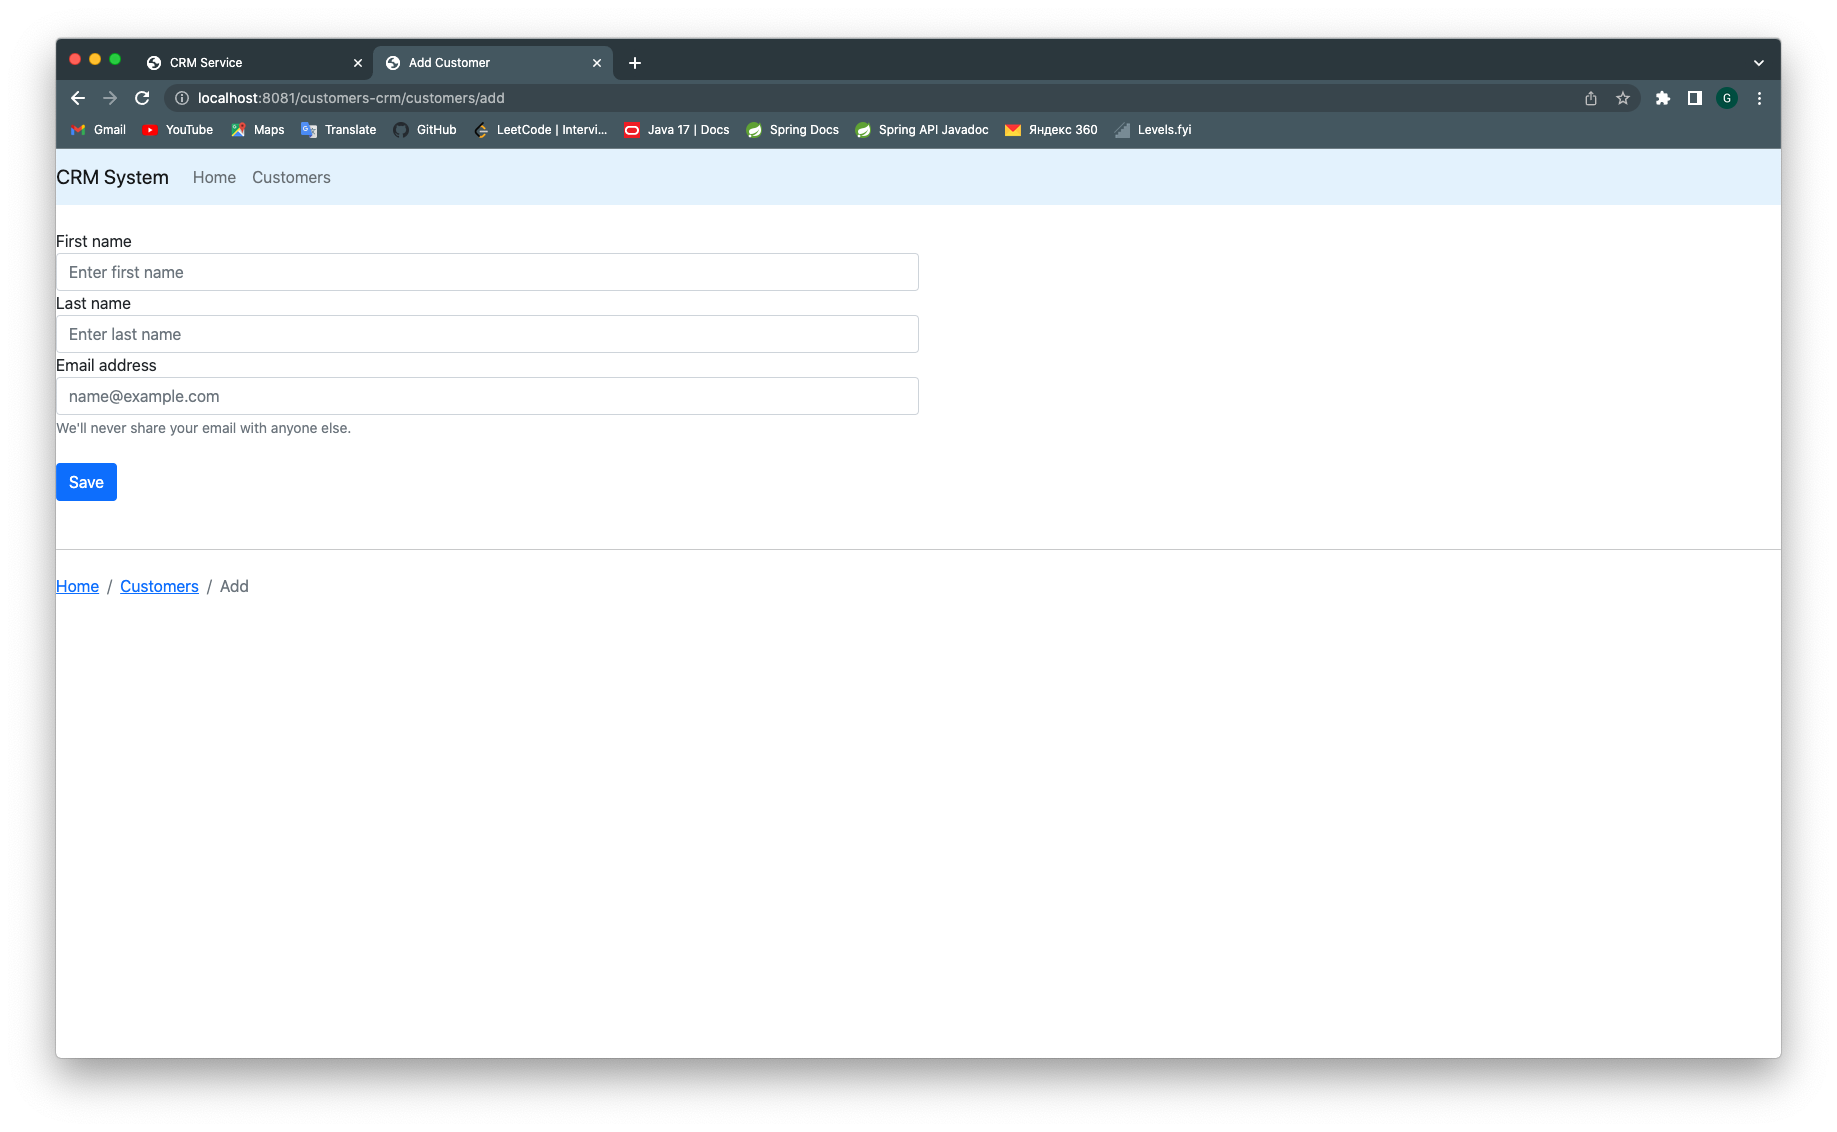 CRM Service
Add Customer
localhost:8081/customers-crm/customers/add
G
Gmail YouTube Maps Translate GitHub LeetCode | Intervi... Java 17 | Docs Spring Docs Spring API Javadoc Яндекс 360 Levels.fyi
CRM System Home Customers
First name
Enter first name
Last name
Enter last name
Email address
name@example.com
We'll never share your email with anyone else.
Save
Home / Customers / Add